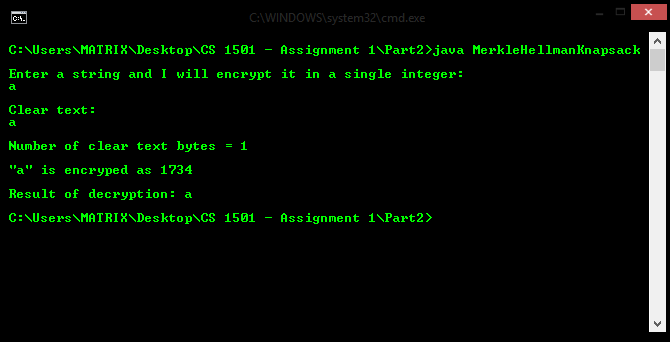 C:\WINDOWS\system32\cmd.exe
C:\Users\MATRIX\Desktop\CS 1501 - Assignment 1\Part2>java MerkleHellmanKnapsack
Enter a string and I will encrypt it in a single integer:
a
Clear text:
a
Number of clear text bytes = 1
"a" is encryped as 1734
Result of decryption: a
C:\Users\MATRIX\Desktop\CS 1501 - Assignment 1\Part2>